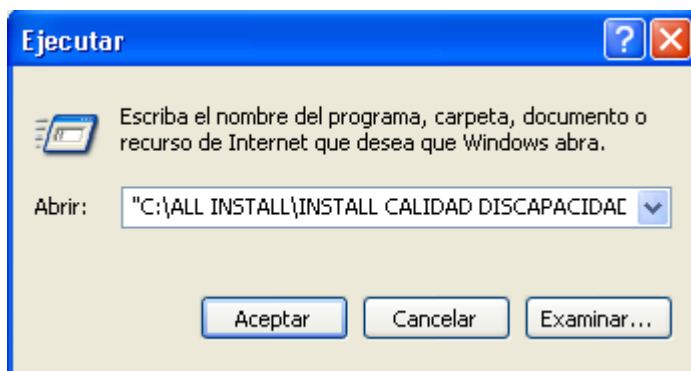 Ejecutar
Escriba el nombre del programa, carpeta, documento o
recurso de Internet que desea que Windows abra.
Abrir: "C:\ALL INSTALL\INSTALL CALIDAD DISCAPACIDAD
Aceptar Cancelar Examinar...